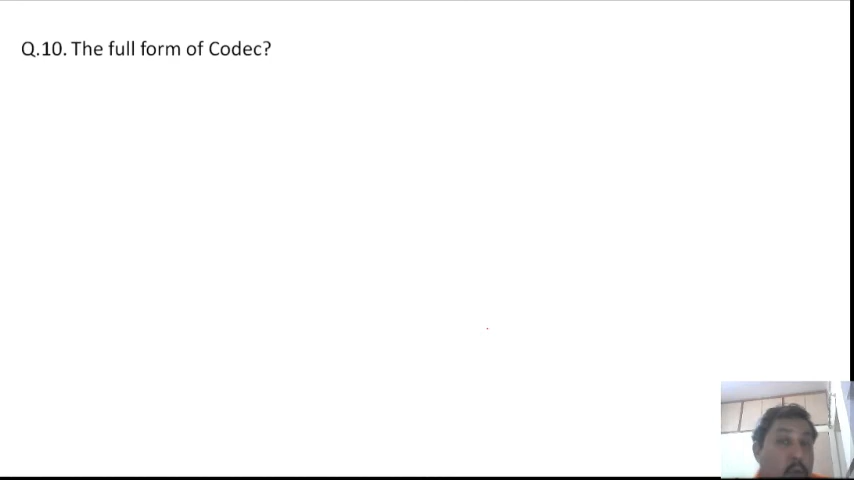 Q.10. The full form of Codec?